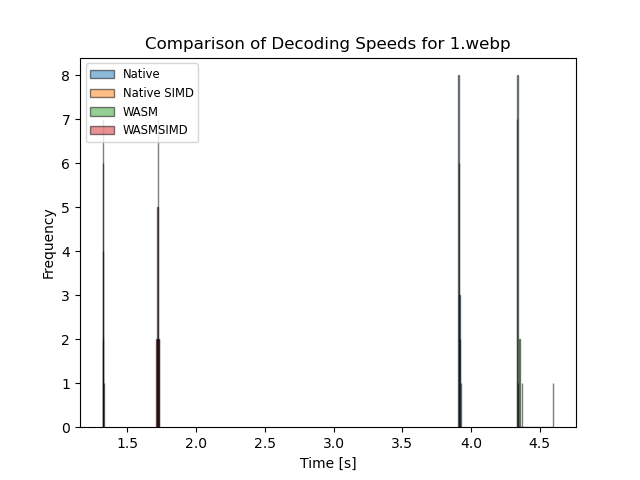 Comparison of Decoding Speeds for 1.webp
Native
Native SIMD
WASM
WASMSIMD
8
7
6
5
4
3
2
1
0
Frequency
1.5 2.0 2.5 3.0 3.5 4.0 4.5
Time [s]